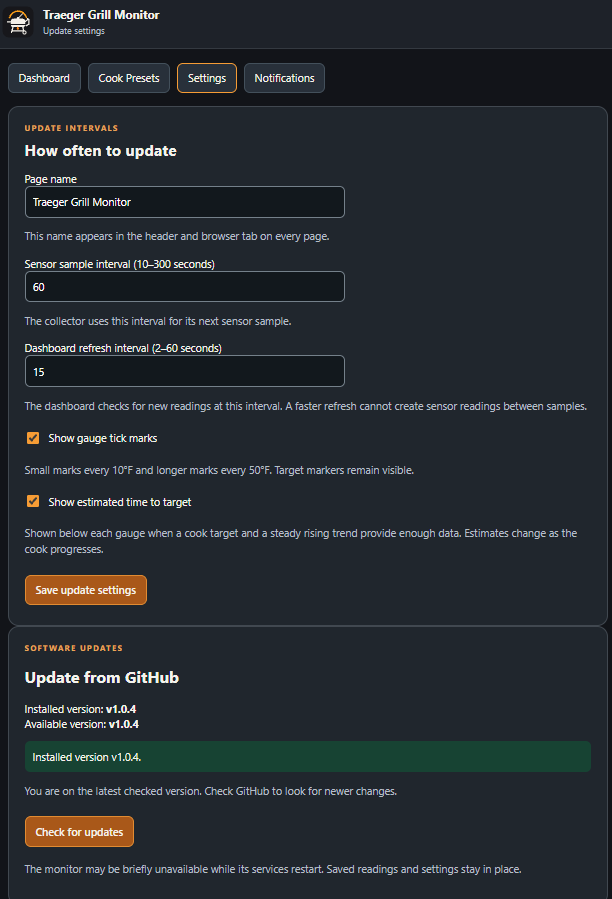 Traeger Grill Monitor
Update settings
Dashboard
Cook Presets
Settings
Notifications
UPDATE INTERVALS
How often to update
Page name
Traeger Grill Monitor
This name appears in the header and browser tab on every page.
Sensor sample interval (10–300 seconds)
60
The collector uses this interval for its next sensor sample.
Dashboard refresh interval (2–60 seconds)
15
The dashboard checks for new readings at this interval. A faster refresh cannot create sensor readings between samples.
Show gauge tick marks
Small marks every 10°F and longer marks every 50°F. Target markers remain visible.
Show estimated time to target
Shown below each gauge when a cook target and a steady rising trend provide enough data. Estimates change as the
cook progresses.
Save update settings
SOFTWARE UPDATES
Update from GitHub
Installed version: v1.0.4
Available version: v1.0.4
Installed version v1.0.4.
You are on the latest checked version. Check GitHub to look for newer changes.
Check for updates
The monitor may be briefly unavailable while its services restart. Saved readings and settings stay in place.